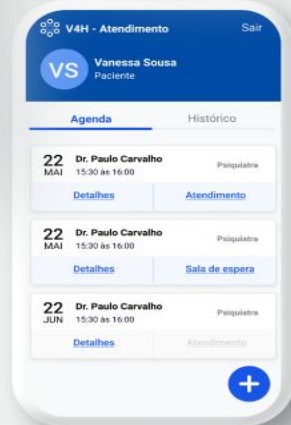 V4H - Atendimento Sair
VS
Vanessa Sousa
Paciente
Agenda Histórico
22 MAI
Dr. Paulo Carvalho
15:30 às 16:00
Psiquiatra
Detalhes Atendimento
22 MAI
Dr. Paulo Carvalho
15:30 às 16:00
Psiquiatra
Detalhes Sala de espera
22 JUN
Dr. Paulo Carvalho
15:30 às 16:00
Psiquiatra
Detalhes Atendimento
+